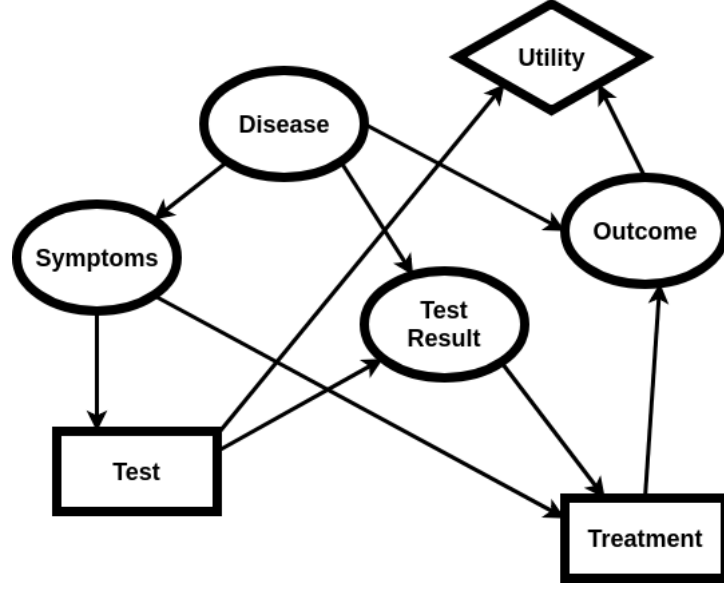 Utility
Disease
Outcome
Symptoms
Test
Result
Test
Treatment